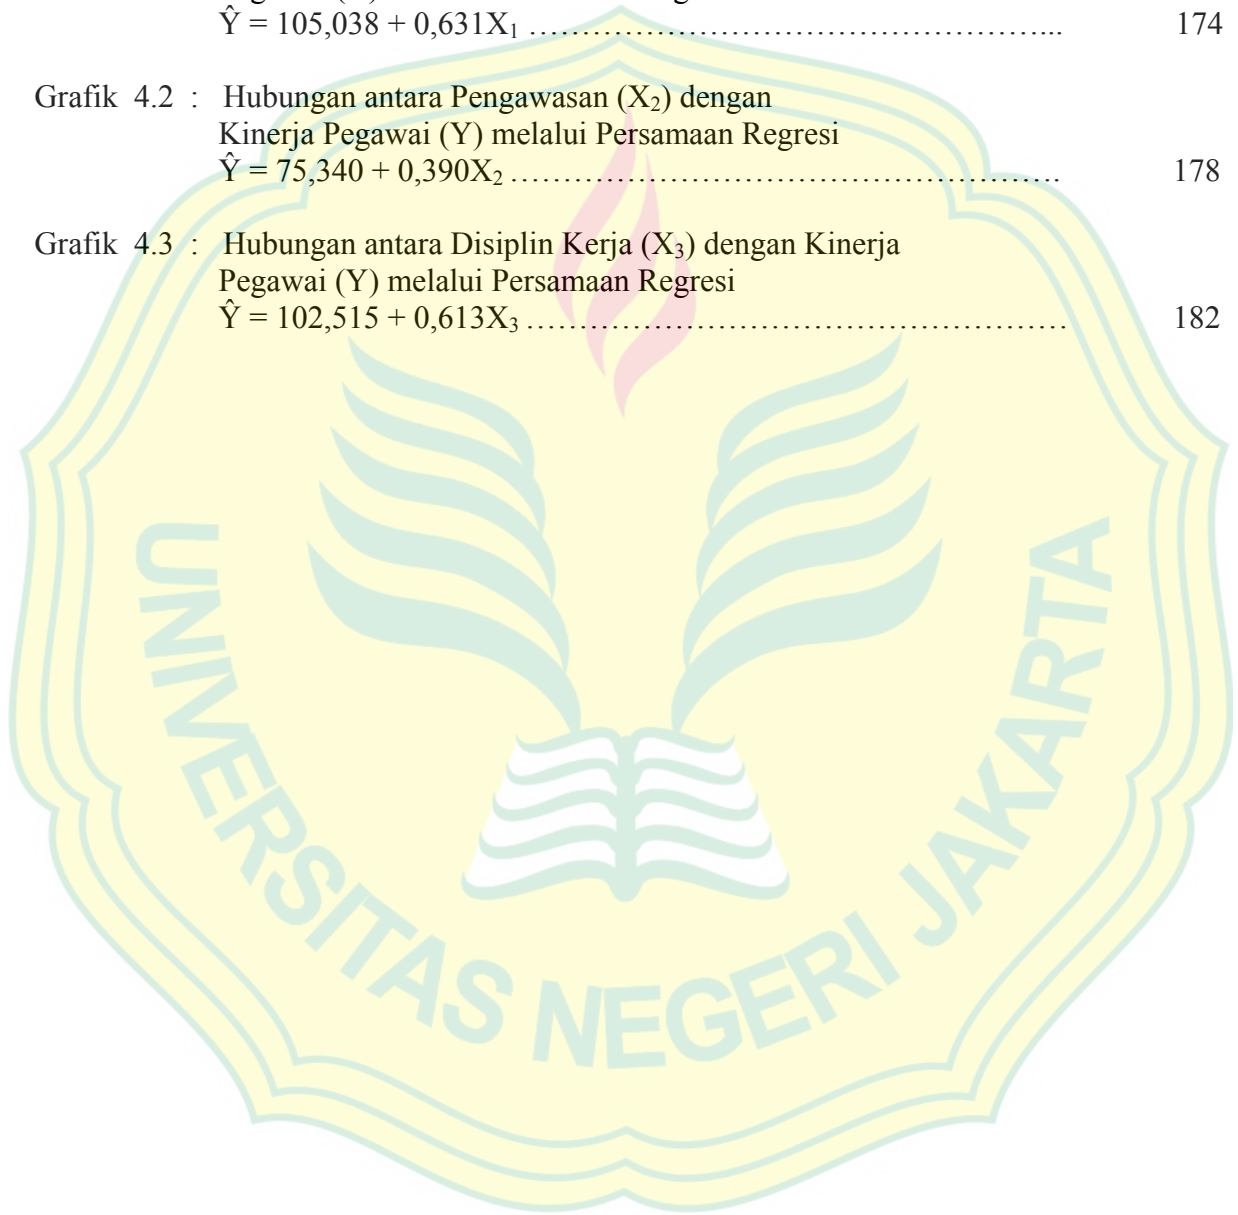 Ŷ = 105,038 + 0,631X₁ ……………………………………………... 174
Grafik 4.2 : Hubungan antara Pengawasan (X₂) dengan
Kinerja Pegawai (Y) melalui Persamaan Regresi
Ŷ = 75,340 + 0,390X₂ ……………………………………………. 178
Grafik 4.3 : Hubungan antara Disiplin Kerja (X₃) dengan Kinerja
Pegawai (Y) melalui Persamaan Regresi
Ŷ = 102,515 + 0,613X₃ …………………………………………… 182
UNIVERSITAS NEGERI JAKARTA